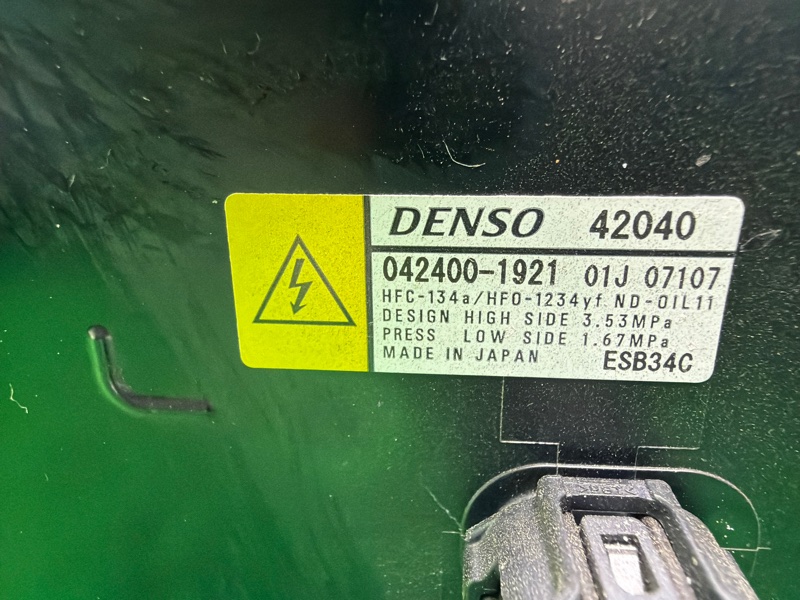 DENSO 42040
042400-1921 01J 07107
HFC-134a/HFO-1234yf ND-OIL11
DESIGN HIGH SIDE 3.53MPa
PRESS LOW SIDE 1.67MPa
MADE IN JAPAN ESB34C